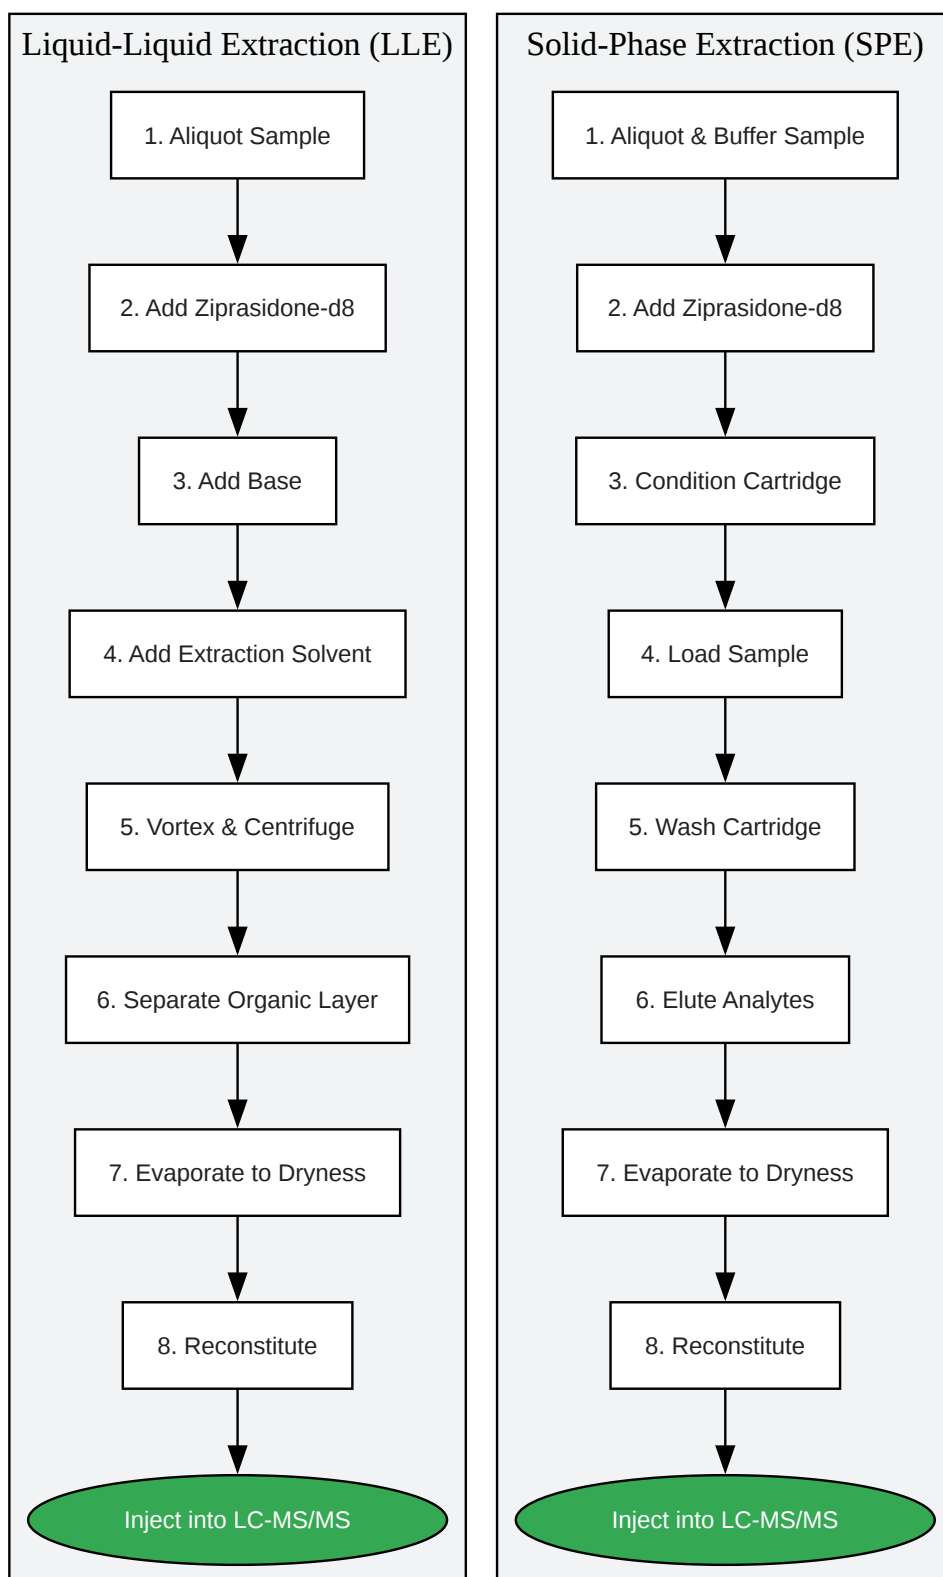 Liquid-Liquid Extraction (LLE)
1. Aliquot Sample
2. Add Ziprasidone-d8
3. Add Base
4. Add Extraction Solvent
5. Vortex & Centrifuge
6. Separate Organic Layer
7. Evaporate to Dryness
8. Reconstitute
Inject into LC-MS/MS
Solid-Phase Extraction (SPE)
1. Aliquot & Buffer Sample
2. Add Ziprasidone-d8
3. Condition Cartridge
4. Load Sample
5. Wash Cartridge
6. Elute Analytes
7. Evaporate to Dryness
8. Reconstitute
Inject into LC-MS/MS